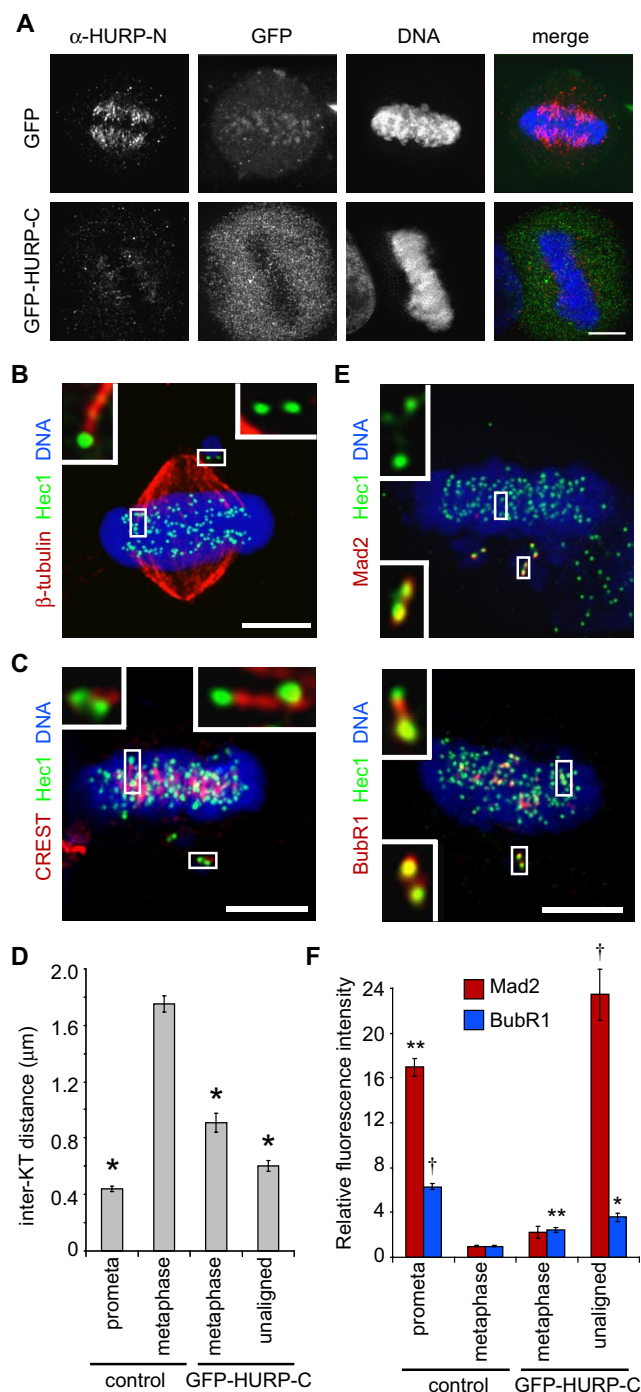 A
α-HURP-N GFP DNA merge
GFP
GFP-HURP-C
B
β-tubulin Hec1 DNA
E
Mad2 Hec1 DNA
C
CREST Hec1 DNA
BubR1 Hec1 DNA
D
inter-KT distance (μm)
2.0
1.6
1.2
0.8
0.4
0
*
*
*
prometa
metaphase
metaphase
unaligned
control
GFP-HURP-C
F
Relative fluorescence intensity
24
20
16
12
8
4
0
Mad2
BubR1
**
†
**
†
*
prometa
metaphase
metaphase
unaligned
control
GFP-HURP-C